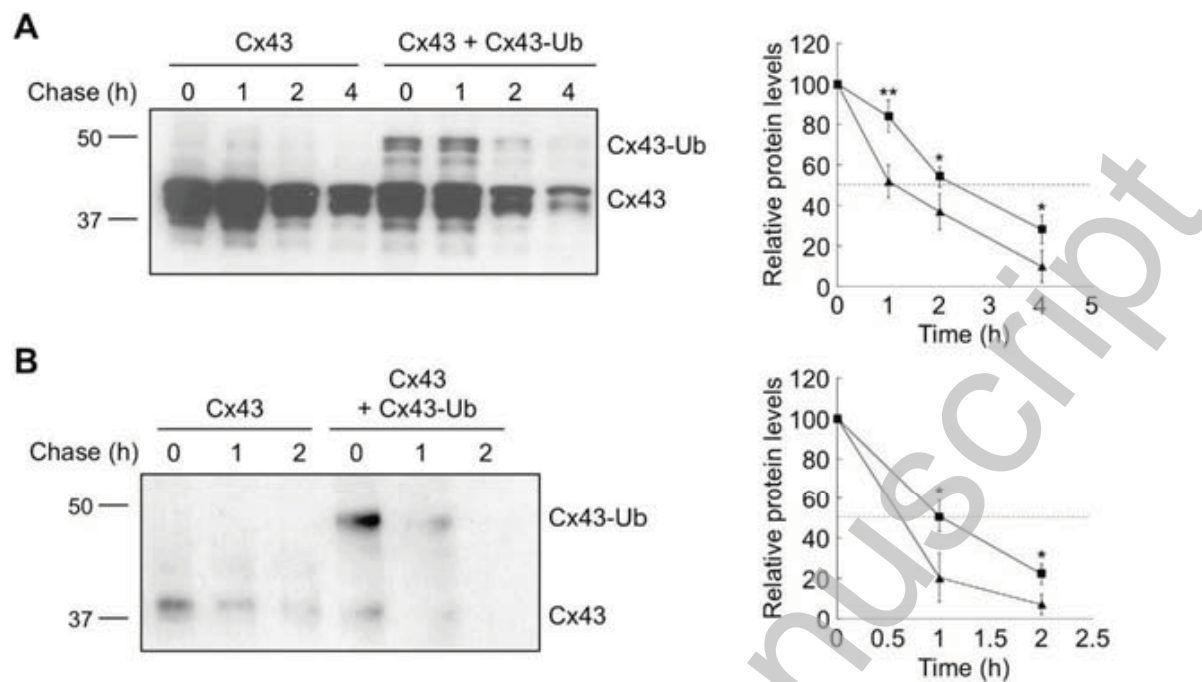 A
Cx43
Cx43 + Cx43-Ub
Chase (h)
0
1
2
4
0
1
2
4
50
37
Cx43-Ub
Cx43
Relative protein levels
120
100
80
60
40
20
0
**
*
*
0
1
2
3
4
5
Time (h)
B
Cx43
Cx43
+ Cx43-Ub
Chase (h)
0
1
2
0
1
2
50
37
Cx43-Ub
Cx43
Relative protein levels
120
100
80
60
40
20
0
*
*
0
0.5
1
1.5
2
2.5
Time (h)
nuscript